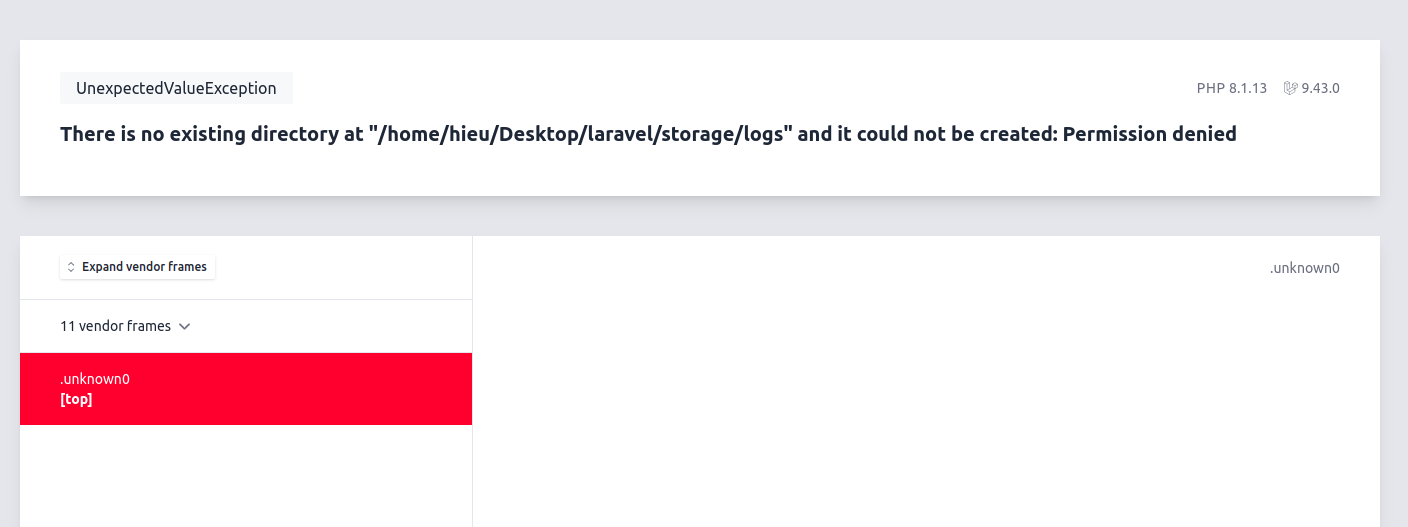 UnexpectedValueException
PHP 8.1.13 9.43.0
There is no existing directory at "/home/hieu/Desktop/laravel/storage/logs" and it could not be created: Permission denied
Expand vendor frames
.unknown0
11 vendor frames
.unknown0
[top]